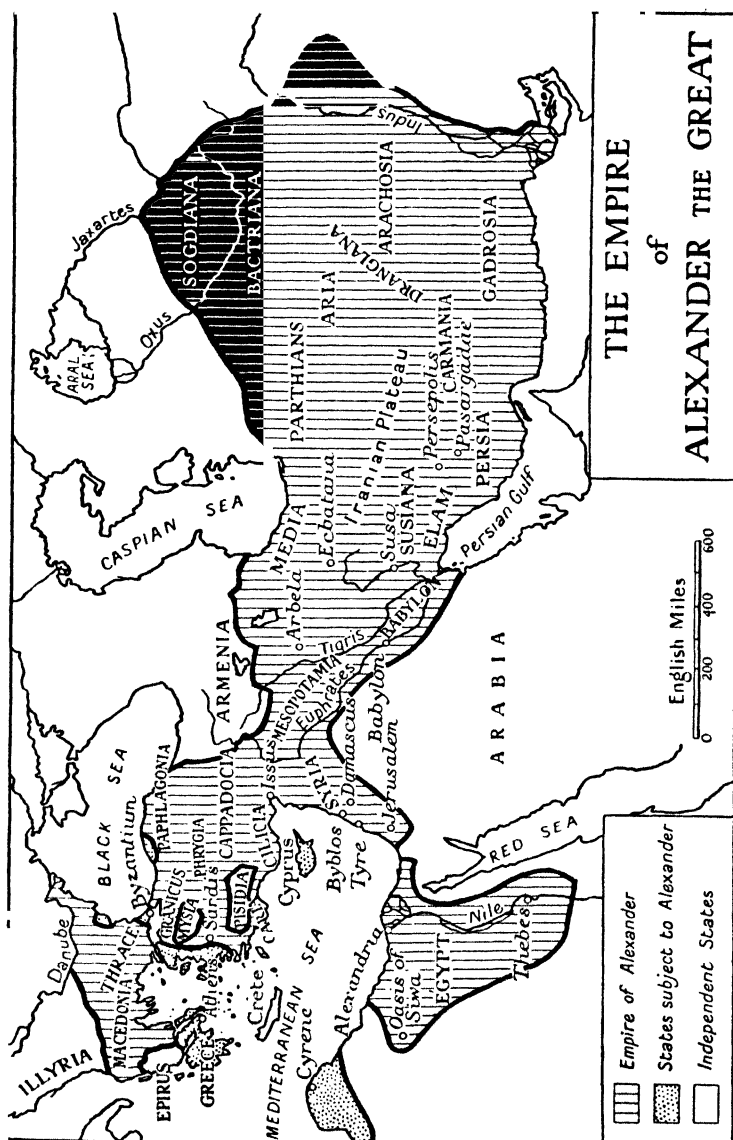 THE EMPIRE
of
ALEXANDER THE GREAT
ILLYRIA
Danube
BLACK SEA
CASPIAN SEA
ARAL
SEA
Jaxartes
Oxus
SOGDIANA
BACTRIANA
MACEDONIA
THRACE
Byzantium
PAPHLAGONIA
ARMENIA
EPIRUS
GREECE
Athens
GRANICUS
MYSIA
Sardis
PHRYGIA
CAPPADOCIA
PISIDIA
CILICIA
Issus
MESOPOTAMIA
Tigris
Euphrates
Arbela
MEDIA
Ecbatana
PARTHIANS
ARIA
DRANGIANA
ARACHOSIA
Indus
Iranian Plateau
Crete
Cyprus
MEDITERRANEAN SEA
Cyrene
Byblos
Tyre
SYRIA
Damascus
Jerusalem
Babylon
BABYLON
Susa
SUSIANA
ELAM
Persepolis
Pasargadae
PERSIA
CARMANIA
GADROSIA
Persian Gulf
Alexandria
Oasis of
Siwa
EGYPT
Nile
Thebes
RED SEA
ARABIA
Empire of Alexander
States subject to Alexander
Independent States
English Miles
0 200 400 600